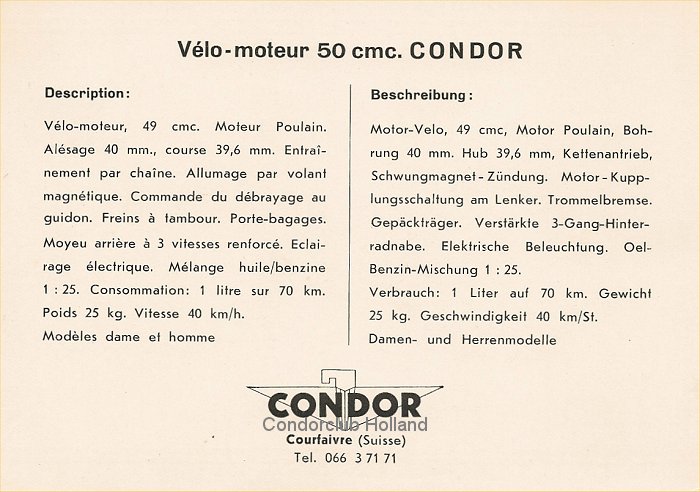 Vélo-moteur 50 cmc. CONDOR
Description:
Vélo-moteur, 49 cmc. Moteur Poulain.
Alésage 40 mm., course 39,6 mm. Entraî-
nement par chaîne. Allumage par volant
magnétique. Commande du débrayage au
guidon. Freins à tambour. Porte-bagages.
Moyeu arrière à 3 vitesses renforcé. Eclai-
rage électrique. Mélange huile/benzine
1 : 25. Consommation: 1 litre sur 70 km.
Poids 25 kg. Vitesse 40 km/h.
Modèles dame et homme
Beschreibung:
Motor-Velo, 49 cmc, Motor Poulain, Boh-
rung 40 mm. Hub 39,6 mm, Kettenantrieb,
Schwungmagnet-Zündung. Motor-Kupp-
lungsschaltung am Lenker. Trommelbremse.
Gepäckträger. Verstärkte 3-Gang-Hinter-
radnabe. Elektrische Beleuchtung. Oel-
Benzin-Mischung 1 : 25.
Verbrauch: 1 Liter auf 70 km. Gewicht
25 kg. Geschwindigkeit 40 km/St.
Damen- und Herrenmodelle
CONDOR
Condorclub Holland
Courfaivre (Suisse)
Tel. 066 3 71 71